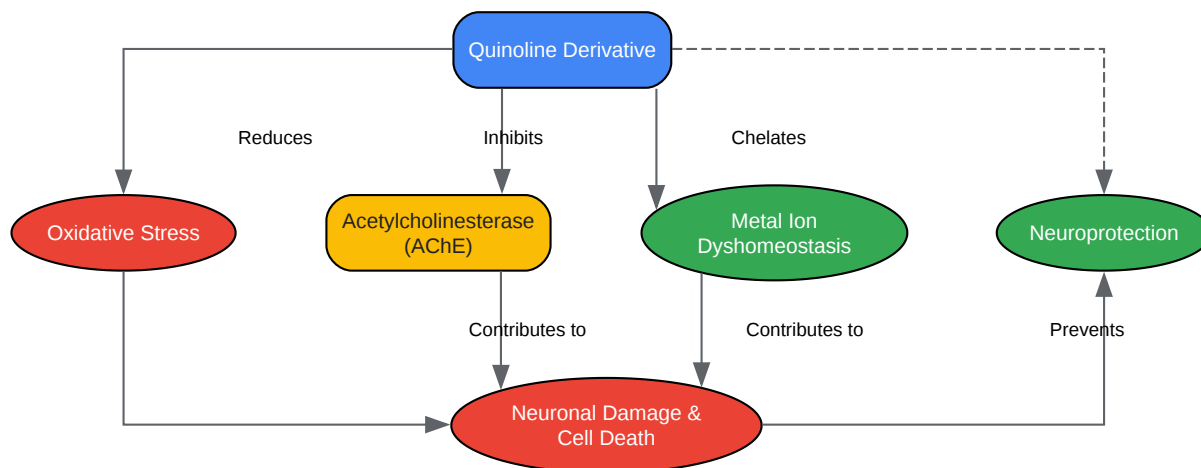 Quinoline Derivative
Reduces
Inhibits
Chelates
Oxidative Stress
Acetylcholinesterase
(AChE)
Metal Ion
Dyshomeostasis
Neuroprotection
Contributes to
Contributes to
Prevents
Neuronal Damage &
Cell Death